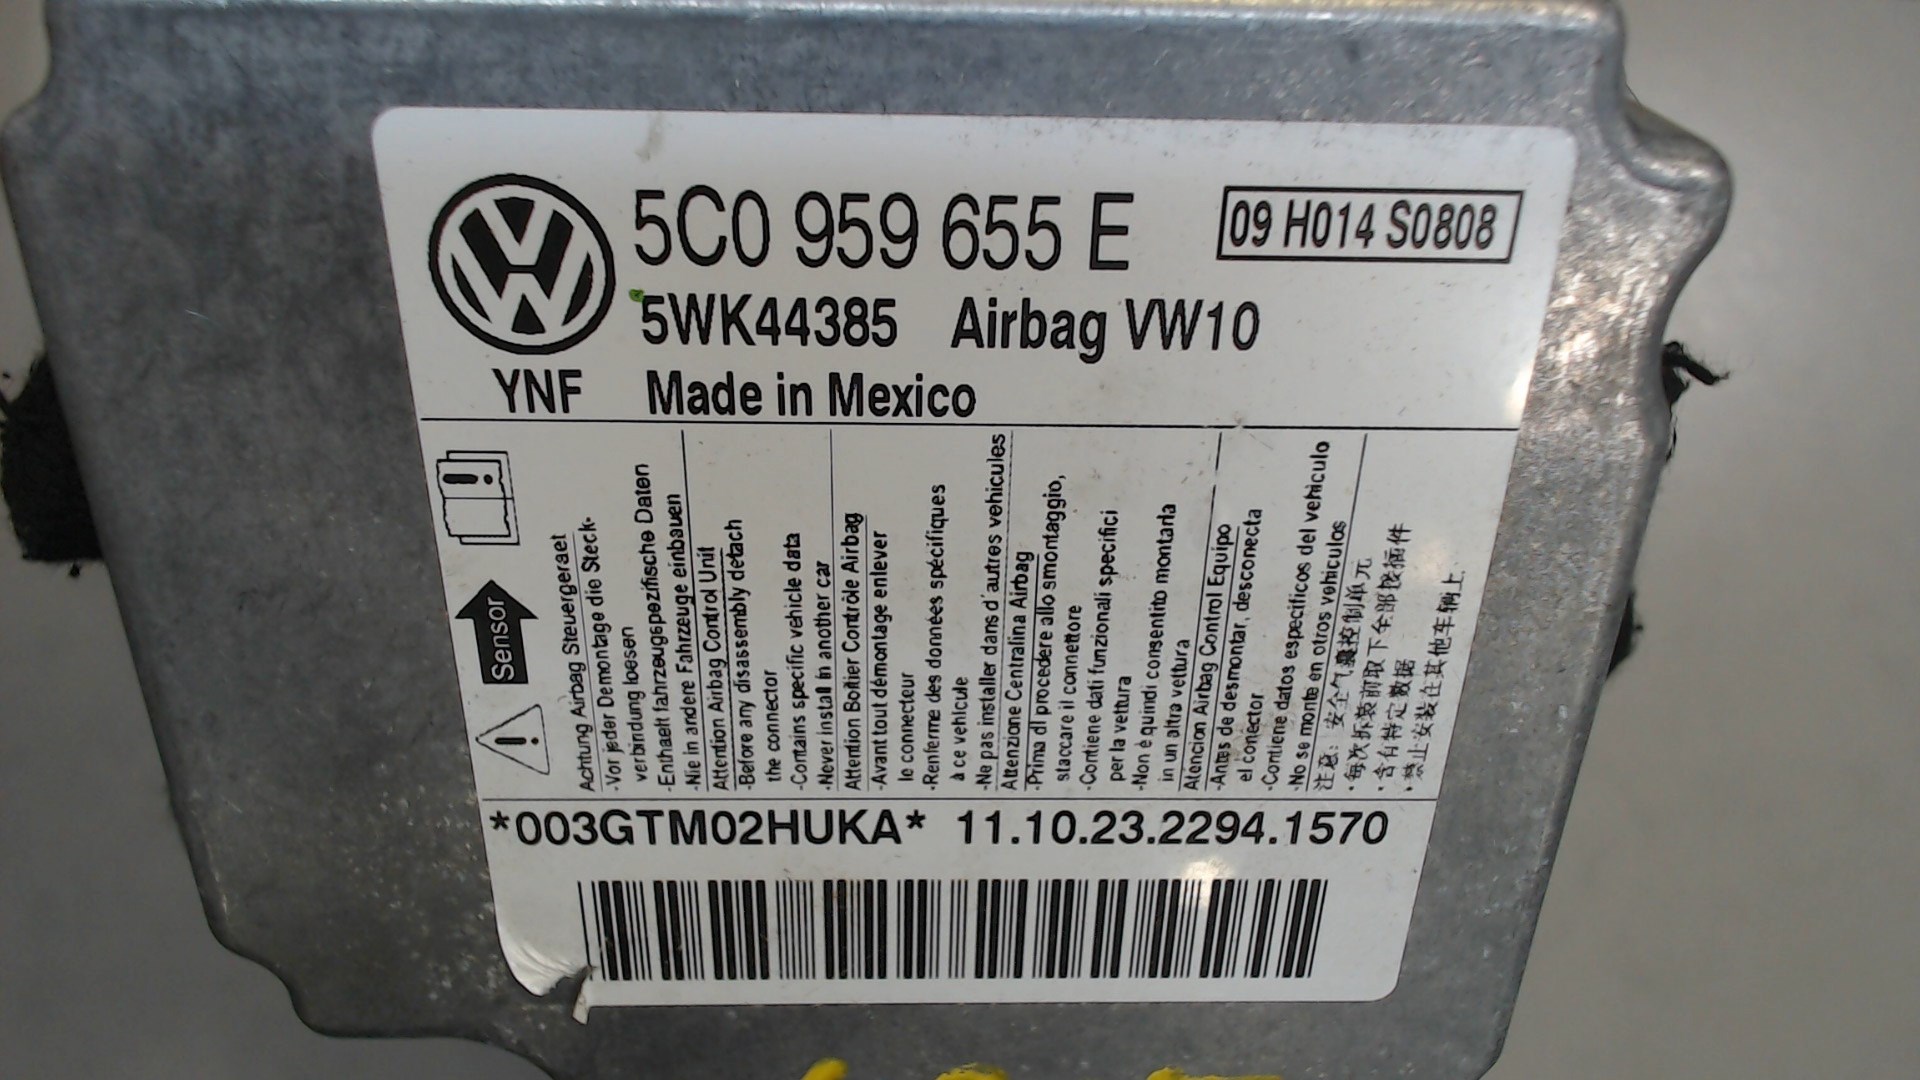 5C0 959 655 E
09 H014 S0808
5WK44385 Airbag VW10
YNF Made in Mexico
Sensor
Achtung Airbag Steuergeraet
-Vor jeder Demontage die Steck-
verbindung loesen
-Enthaelt fahrzeugspezifische Daten
-Nie in andere Fahrzeuge einbauen
Attention Airbag Control Unit
-Before any disassembly detach
the connector
-Contains specific vehicle data
-Never install in another car
Attention Boîtier Contrôle Airbag
-Avant tout démontage enlever
le connecteur
-Renferme des données spécifiques
à ce véhicule
-Ne pas installer dans d'autres véhicules
Attenzione Centralina Airbag
-Prima di procedere allo smontaggio,
staccare il connettore
-Contiene dati funzionali specifici
per la vettura
-Non è quindi consentito montarla
in un altra vettura
Atencion Airbag Control Equipo
-Antes de desmontar, desconecta
el conector
-Contiene datos especificos del vehiculo
-No se monte en otros vehiculos
注意: 安全气囊控制单元
·每次拆装前取下全部接插件
·含有特定数据
·禁止安装在其他车辆上
*003GTM02HUKA* 11.10.23.2294.1570